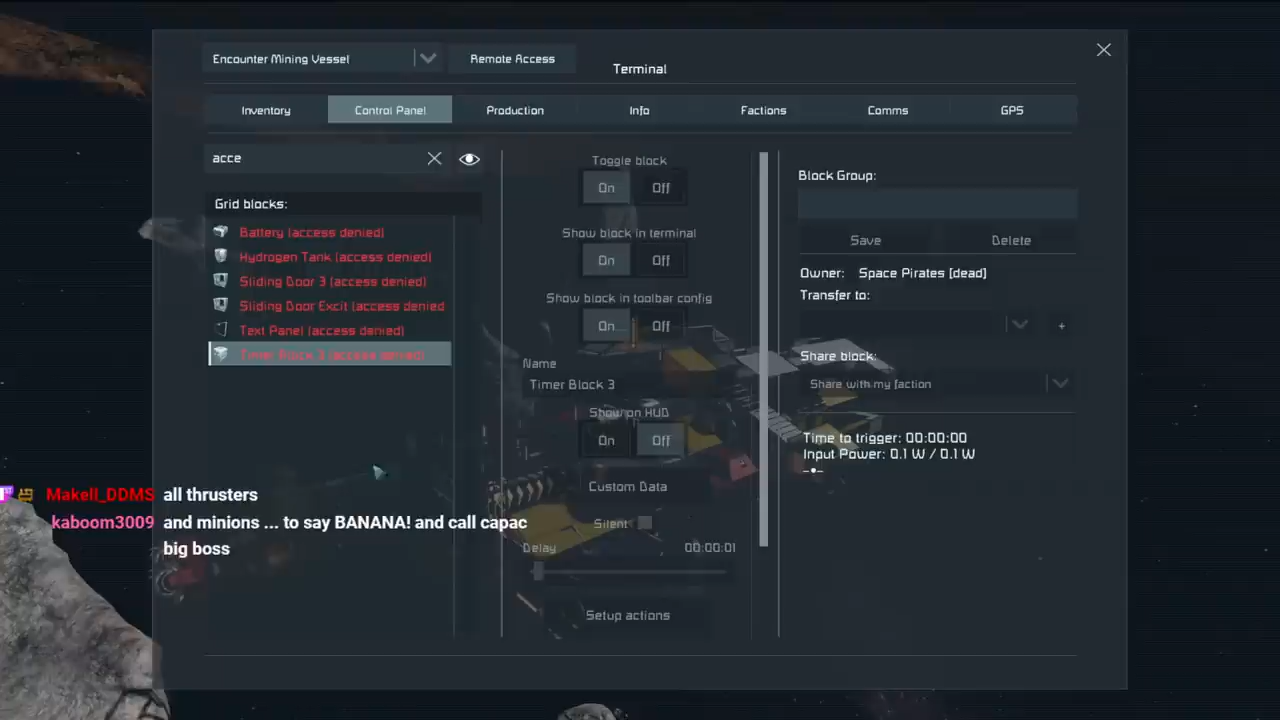 Encounter Mining Vessel
Remote Access
Terminal
Inventory
Control Panel
Production
Info
Factions
Comms
GPS
acce
Grid blocks:
Battery (access denied)
Hydrogen Tank (access denied)
Sliding Door 3 (access denied)
Sliding Door Excit (access denied
Text Panel (access denied)
Timer Block 3 (access denied)
Toggle block
On Off
Show block in terminal
On Off
Show block in toolbar config
On Off
Name
Timer Block 3
Show on HUD
On Off
Custom Data
Silent
Delay 00:00:01
Setup actions
Block Group:
Save Delete
Owner: Space Pirates [dead]
Transfer to:
+
Share block:
Share with my faction
Time to trigger: 00:00:00
Input Power: 0.1 W / 0.1 W
Makell_DDMS all thrusters
kaboom3009 and minions ... to say BANANA! and call capac
big boss